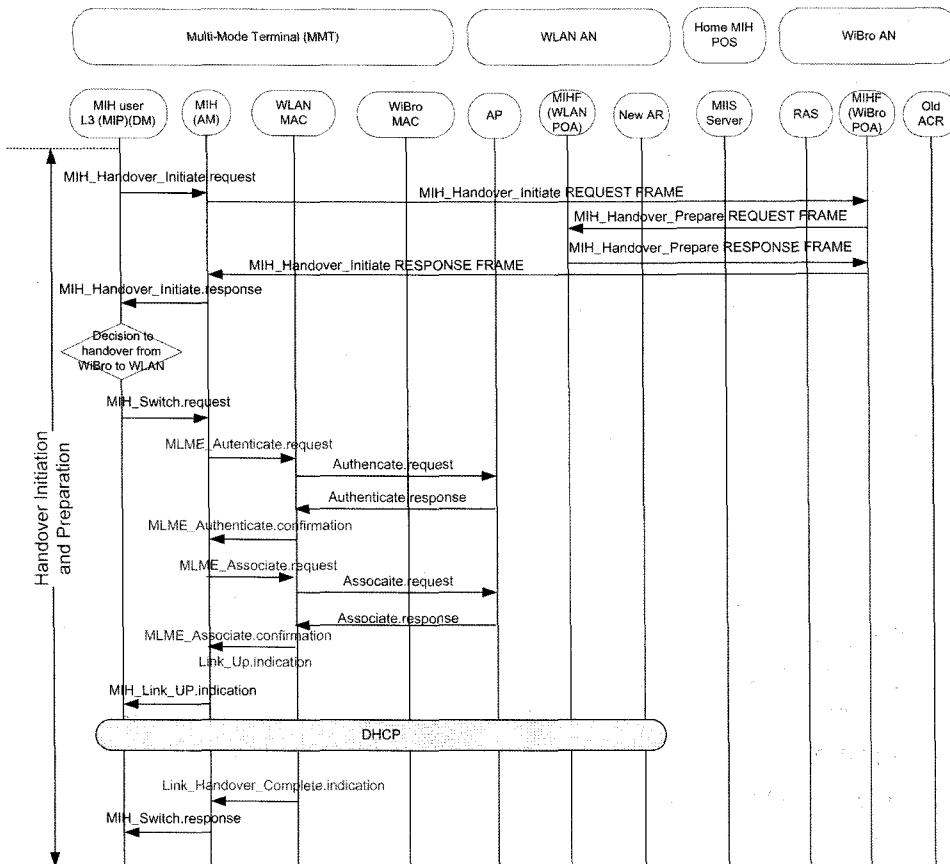 Multi-Mode Terminal (MMT)
WLAN AN
Home MIH
POS
WiBro AN
MIH user
L3 (MIP)(DM)
MIH
(AM)
WLAN
MAC
WiBro
MAC
AP
MIHF
(WLAN
POA)
New AR
MIIS
Server
RAS
MIHF
(WiBro
POA)
Old
ACR
MIH_Handover_Initiate.request
MIH_Handover_Initiate REQUEST FRAME
MIH_Handover_Prepare REQUEST FRAME
MIH_Handover_Prepare RESPONSE FRAME
MIH_Handover_Initiate RESPONSE FRAME
MIH_Handover_Initiate.response
Decision to
handover from
WiBro to WLAN
MIH_Switch.request
MLME_Autenticate.request
Authencate.request
Authenticate.response
MLME_Authenticate.confirmation
MLME_Associate.request
Assocaite.request
Associate.response
MLME_Associate.confirmation
Link_Up.indication
MIH_Link_UP.indication
DHCP
Link_Handover_Complete.indication
MIH_Switch.response
Handover Initiation
and Preparation